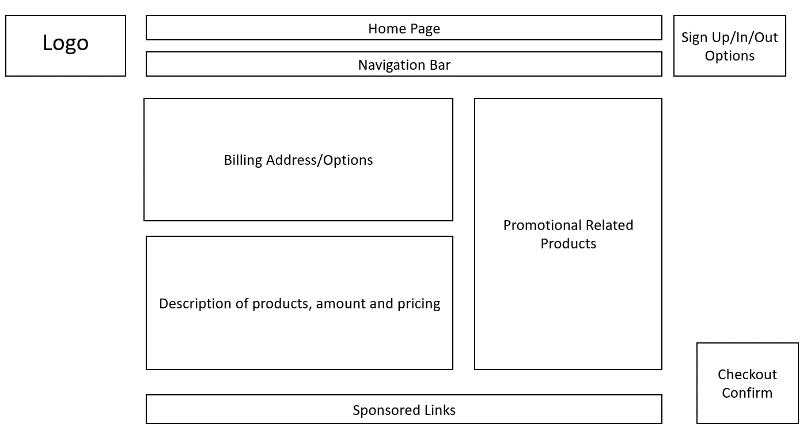 Logo
Home Page
Sign Up/In/Out
Options
Navigation Bar
Billing Address/Options
Promotional Related
Products
Description of products, amount and pricing
Checkout
Confirm
Sponsored Links